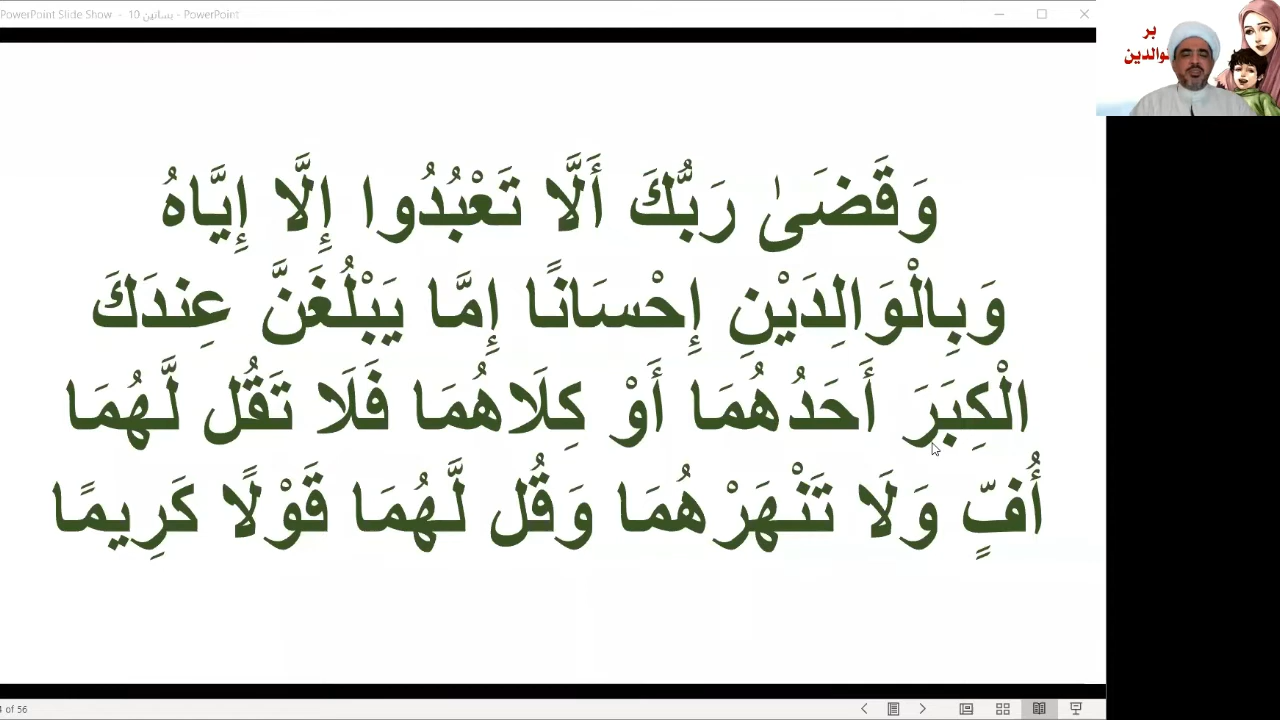 PowerPoint Slide Show - بساتين 10 - PowerPoint
بر
الوالدين
وَقَضَىٰ رَبُّكَ أَلَّا تَعْبُدُوا إِلَّا إِيَّاهُ
وَبِالْوَالِدَيْنِ إِحْسَانًا إِمَّا يَبْلُغَنَّ عِندَكَ
الْكِبَرَ أَحَدُهُمَا أَوْ كِلَاهُمَا فَلَا تَقُل لَّهُمَا
أُفٍّ وَلَا تَنْهَرْهُمَا وَقُل لَّهُمَا قَوْلًا كَرِيمًا
of 56